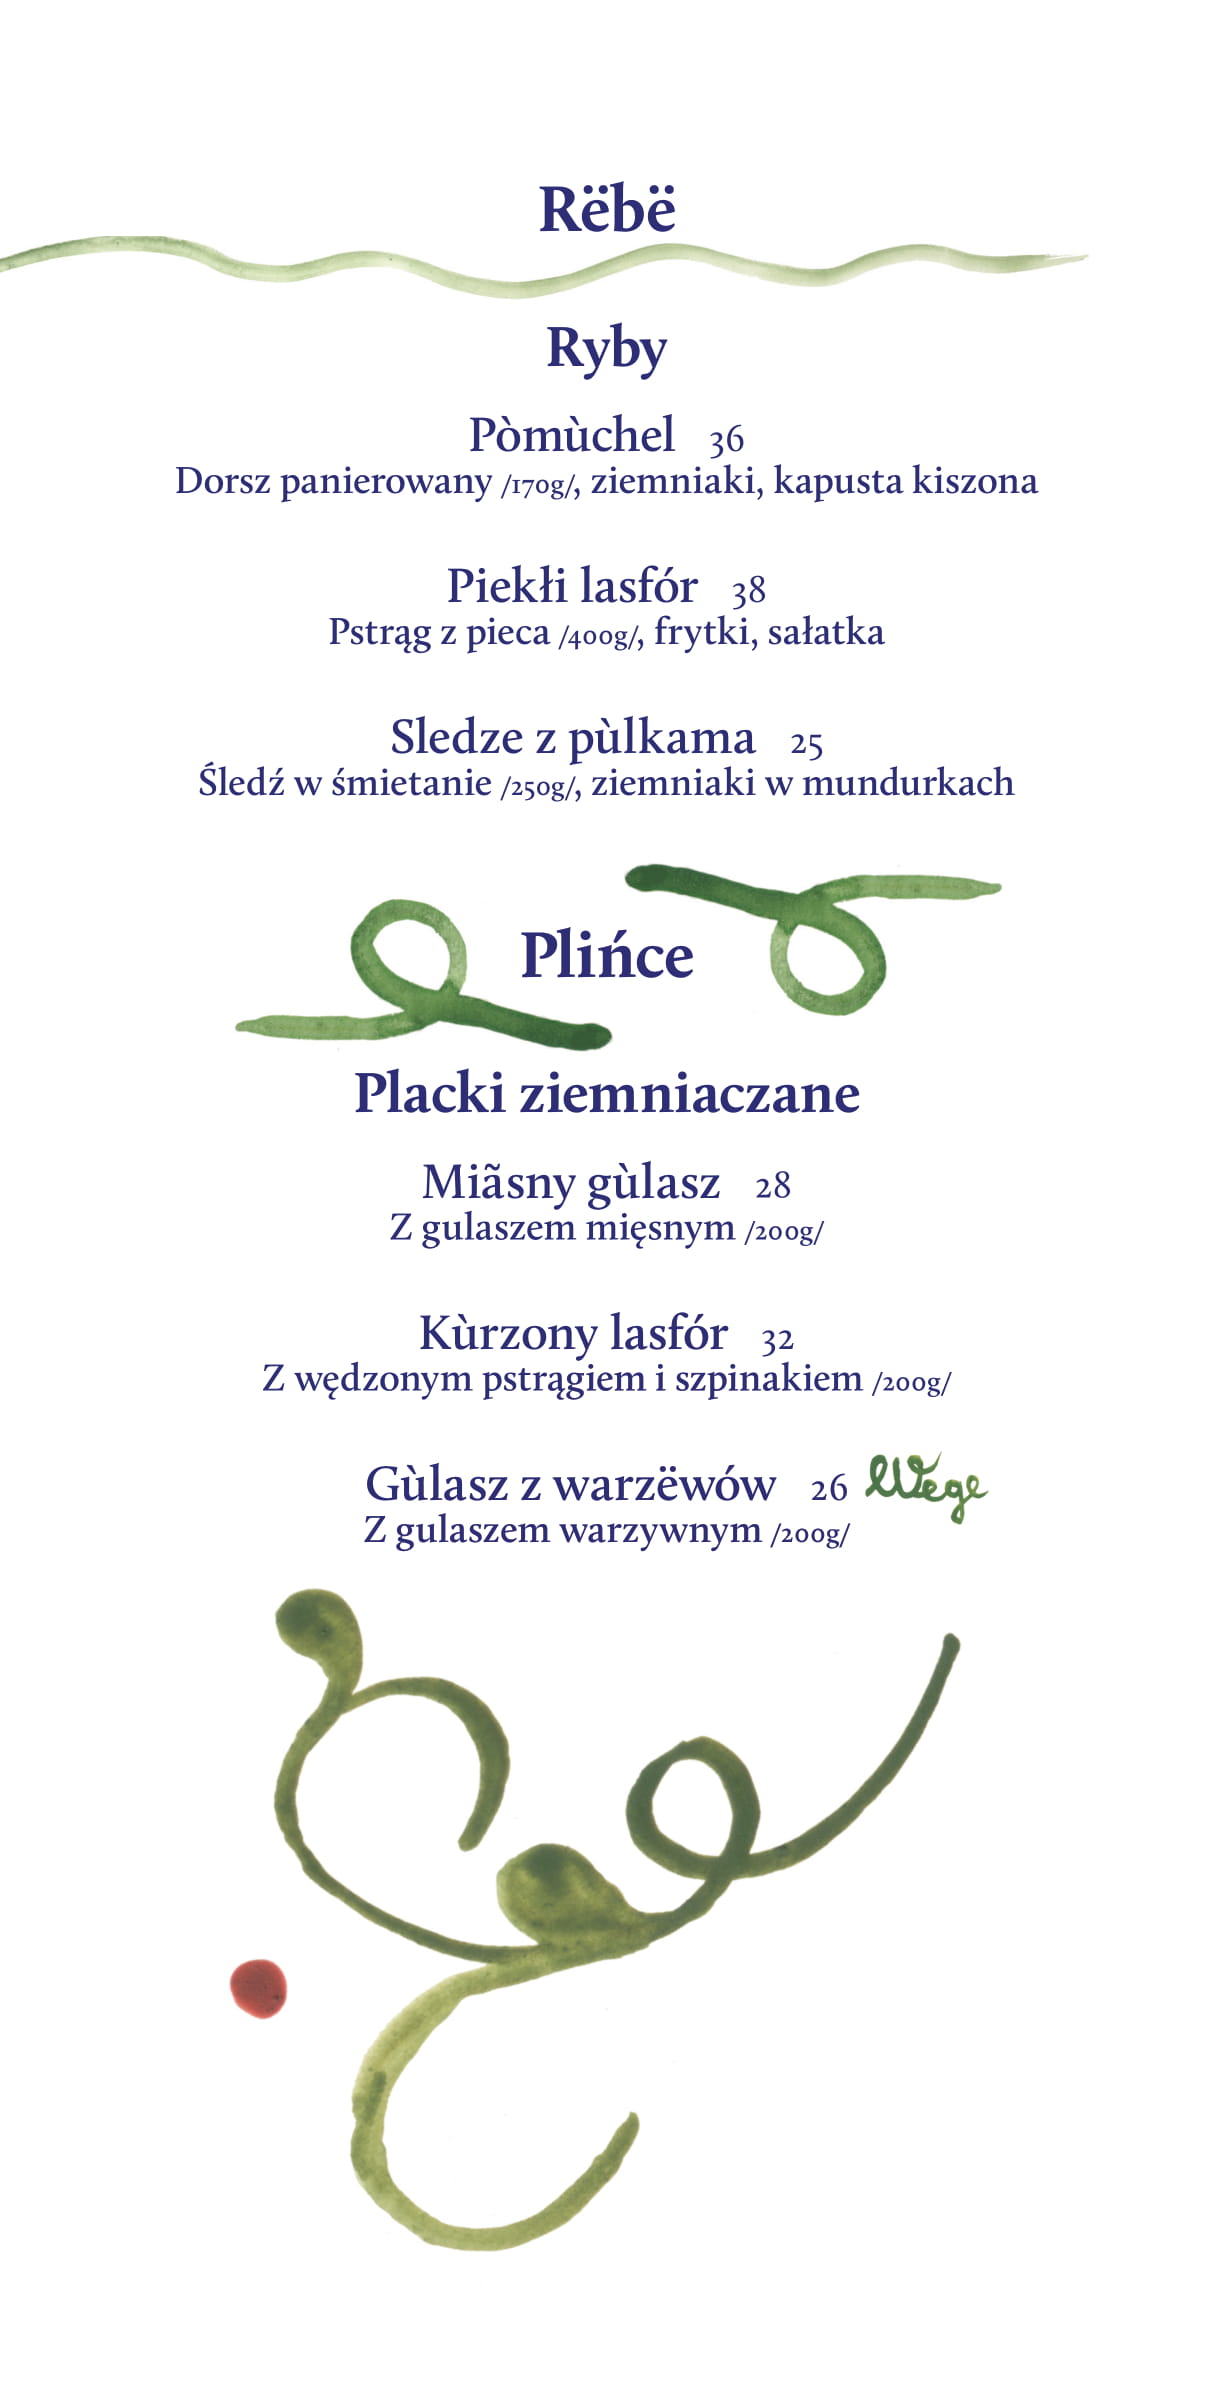 Rëbë
Ryby
Pòmùchel 36
Dorsz panierowany /170g/, ziemniaki, kapusta kiszona
Piekłi lasfór 38
Pstrąg z pieca /400g/, frytki, sałatka
Sledze z pùlkama 25
Śledź w śmietanie /250g/, ziemniaki w mundurkach
Plińce
Placki ziemniaczane
Miãsny gùlasz 28
Z gulaszem mięsnym /200g/
Kùrzony lasfór 32
Z wędzonym pstrągiem i szpinakiem /200g/
Gùlasz z warzëwów 26 Wege
Z gulaszem warzywnym /200g/